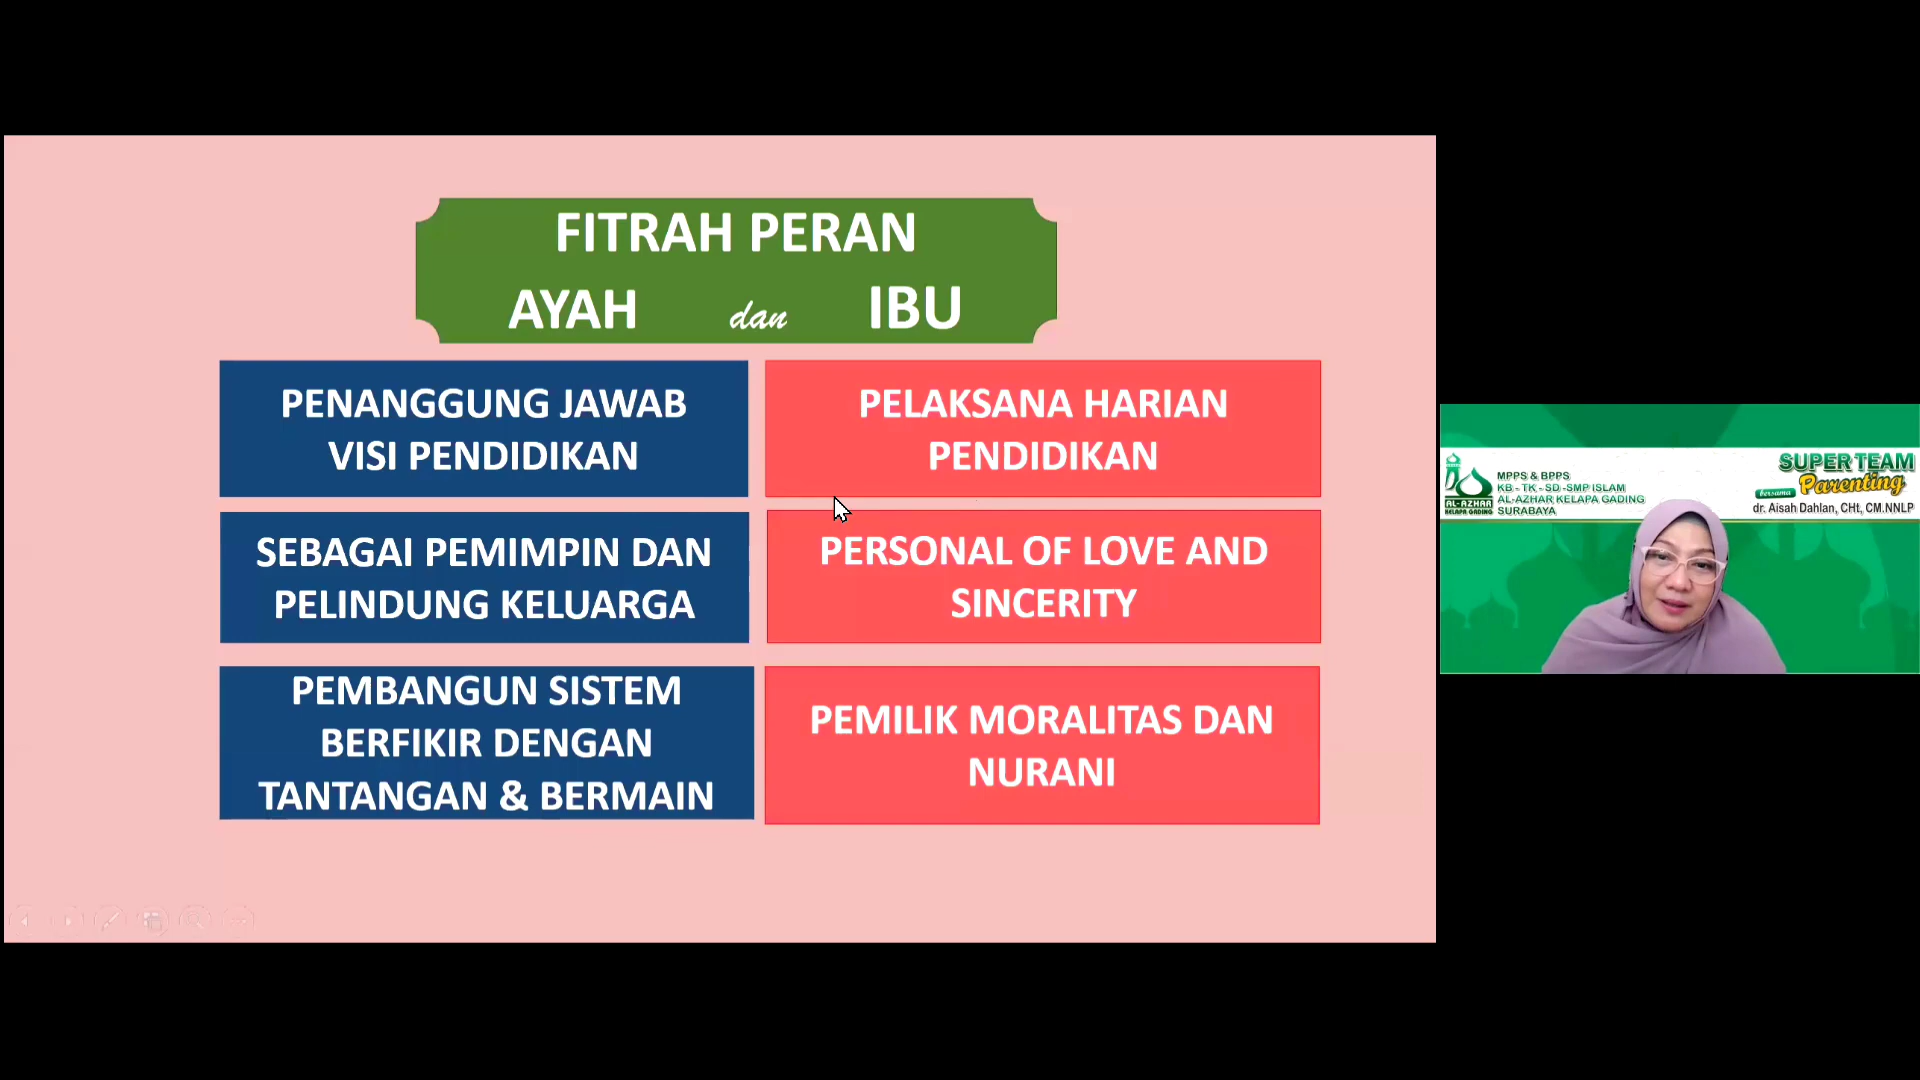 FITRAH PERAN
AYAH dan IBU
PENANGGUNG JAWAB
VISI PENDIDIKAN
PELAKSANA HARIAN
PENDIDIKAN
SEBAGAI PEMIMPIN DAN
PELINDUNG KELUARGA
PERSONAL OF LOVE AND
SINCERITY
PEMBANGUN SISTEM
BERFIKIR DENGAN
TANTANGAN & BERMAIN
PEMILIK MORALITAS DAN
NURANI
AL-AZHAR
KELAPA GADING
MPPS & BPPS
KB - TK - SD -SMP ISLAM
AL-AZHAR KELAPA GADING
SURABAYA
SUPER TEAM
bersama Parenting
dr. Aisah Dahlan, CHt, CM.NNLP